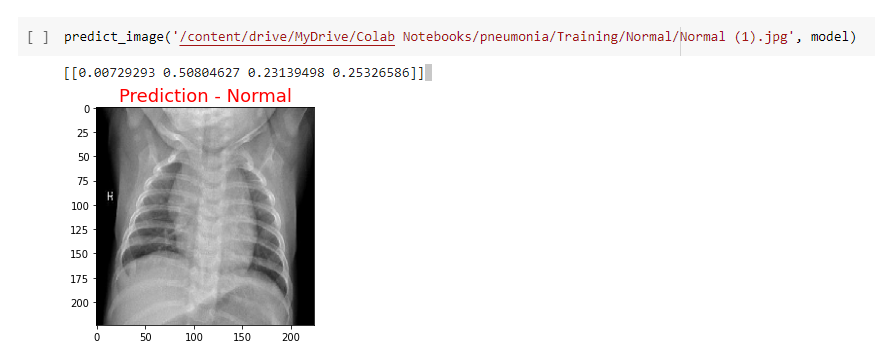 [ ] predict_image('/content/drive/MyDrive/Colab Notebooks/pneumonia/Training/Normal/Normal (1).jpg', model)
[[0.00729293 0.50804627 0.23139498 0.25326586]]
Prediction - Normal
0
25
50
75
100
125
150
175
200
H
0 50 100 150 200